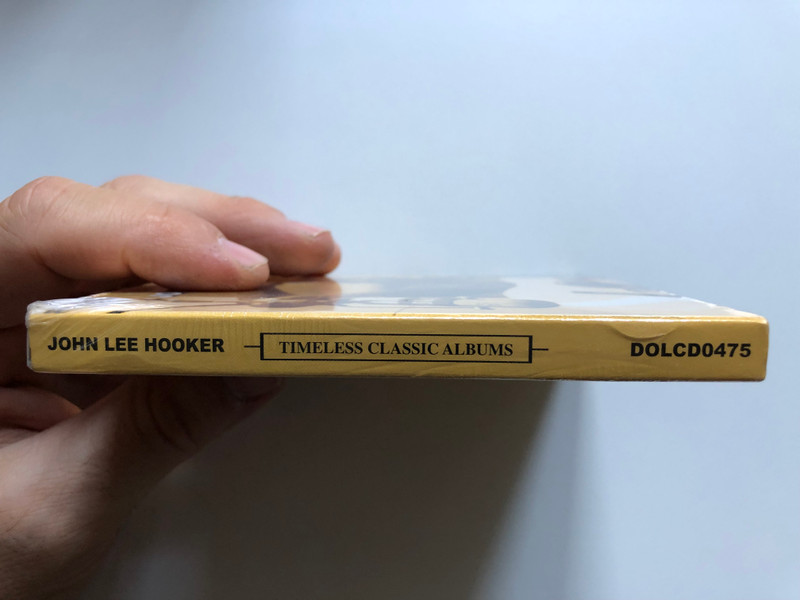 JOHN LEE HOOKER TIMELESS CLASSIC ALBUMS DOLCD0475